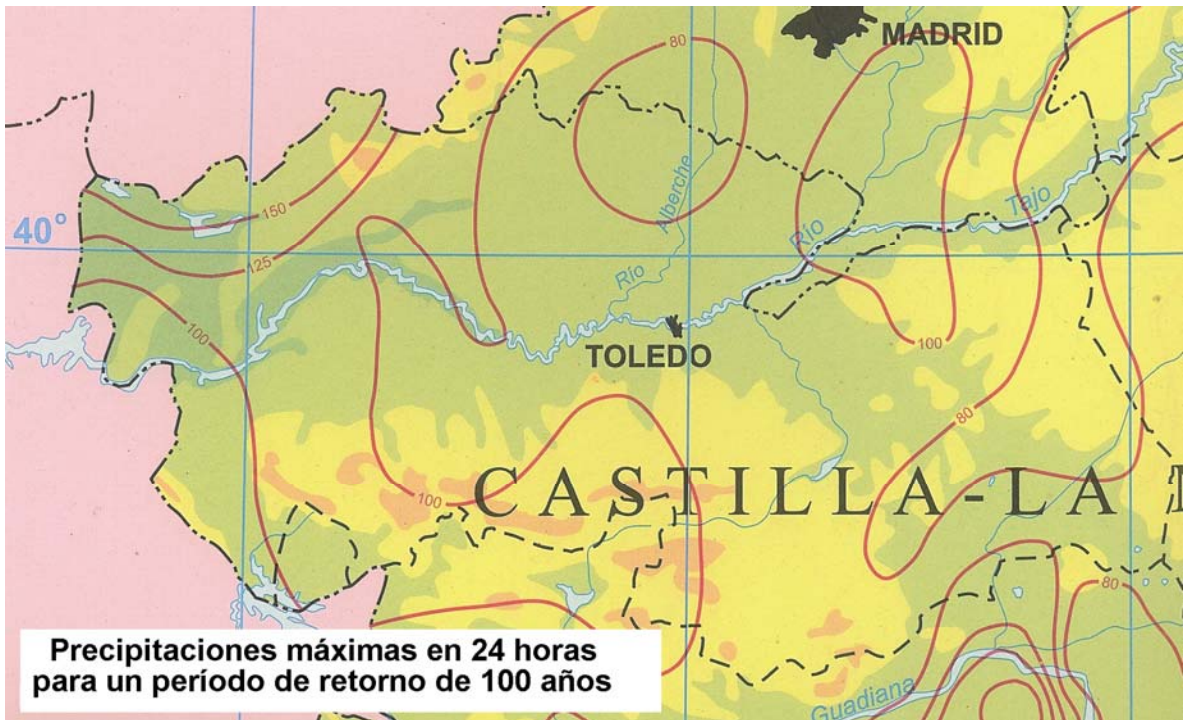 80
MADRID
Alberche
150
Río
Tajo
40°
125
Río
100
TOLEDO
100
80
100
CASTILLA-LA M
80
Precipitaciones máximas en 24 horas
para un período de retorno de 100 años
Guadiana